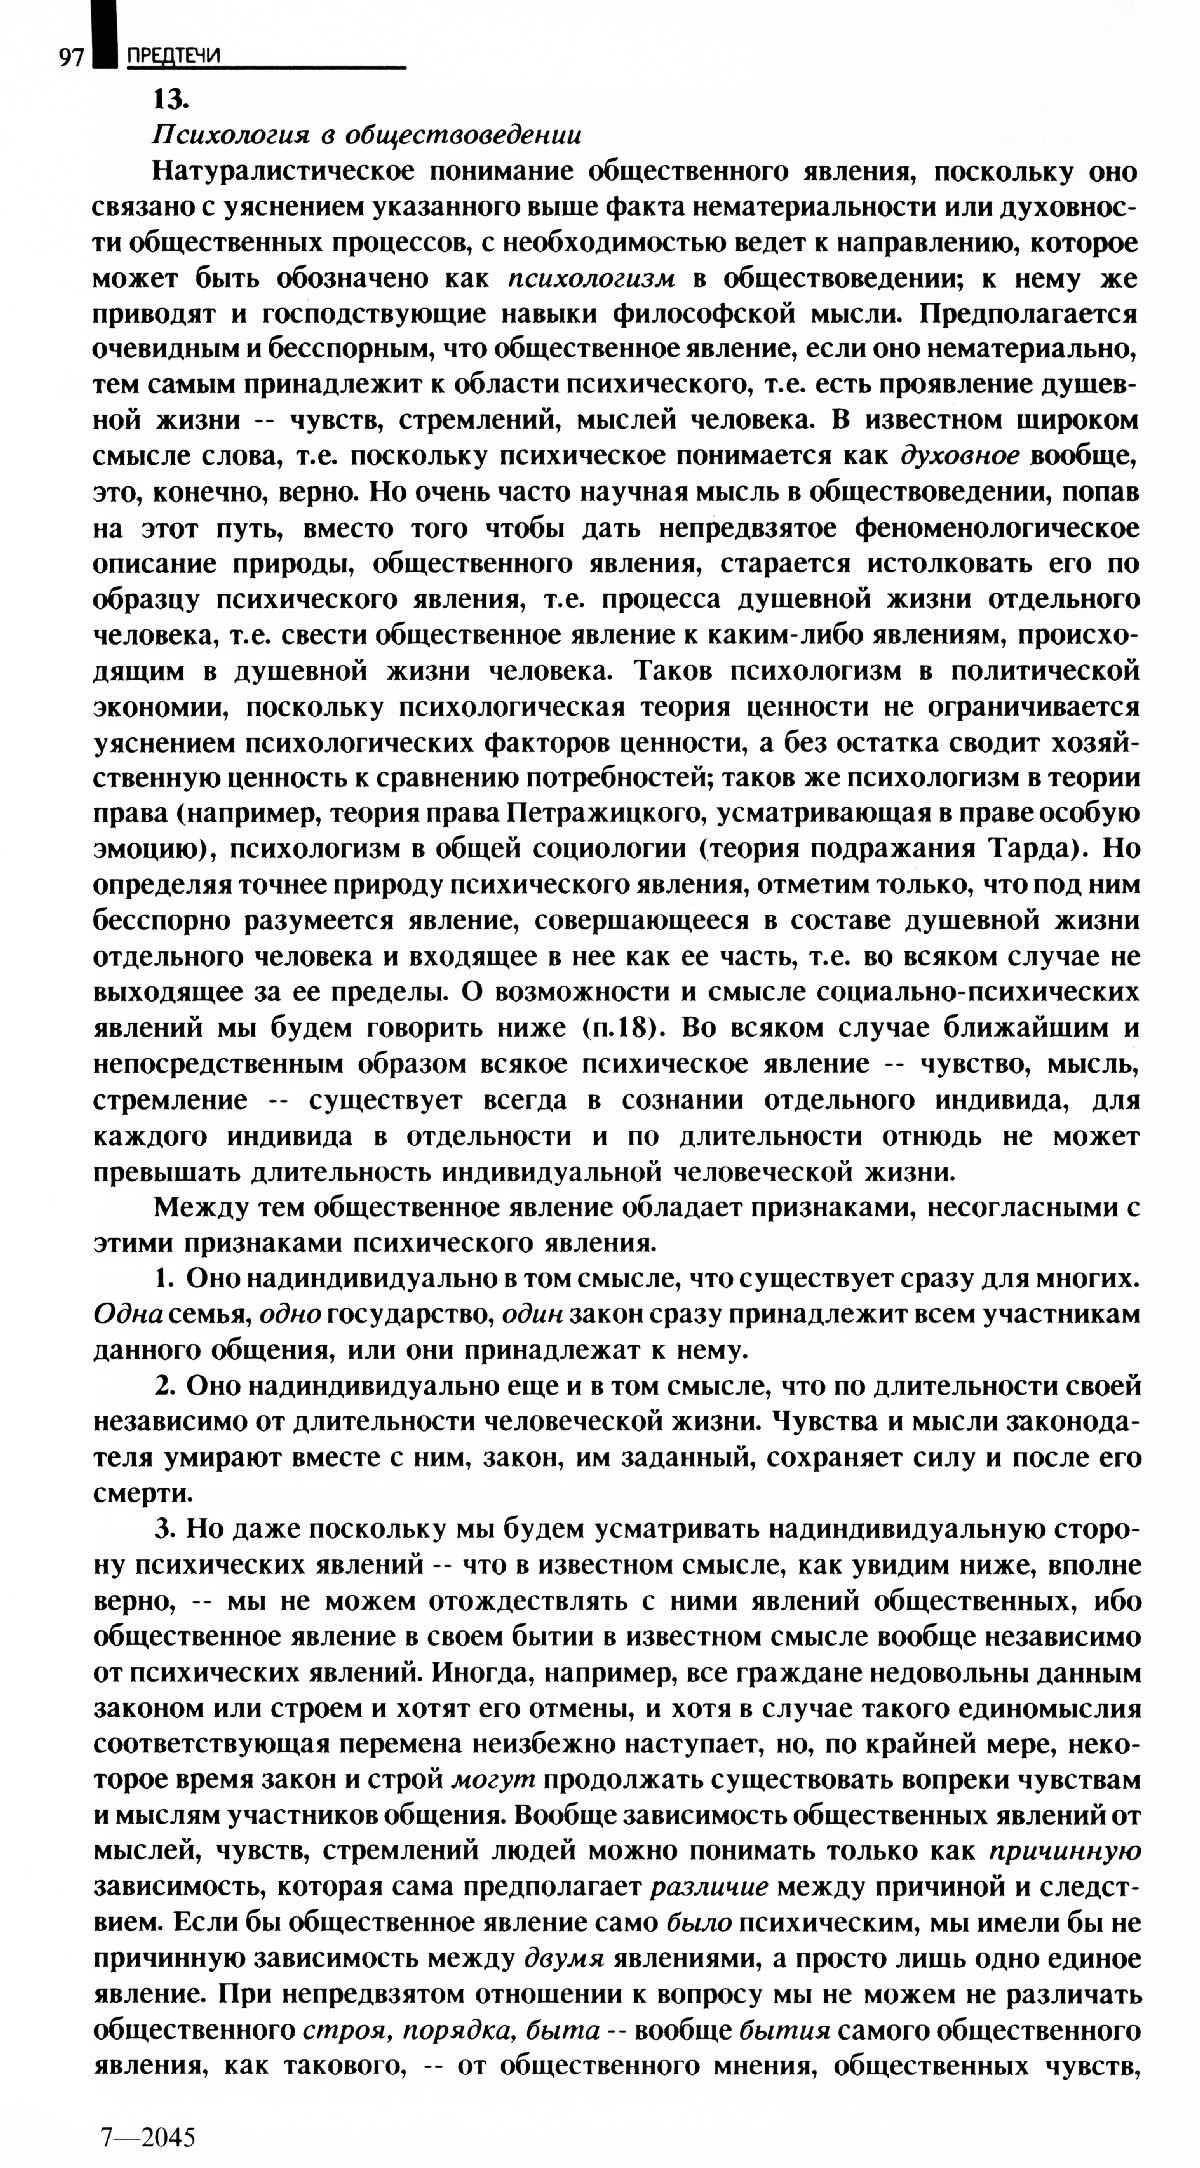 97 ПРЕДТЕЧИ
13.
Психология в обществоведении
Натуралистическое понимание общественного явления, поскольку оно
связано с уяснением указанного выше факта нематериальности или духовнос-
ти общественных процессов, с необходимостью ведет к направлению, которое
может быть обозначено как психологизм в обществоведении; к нему же
приводят и господствующие навыки философской мысли. Предполагается
очевидным и бесспорным, что общественное явление, если оно нематериально,
тем самым принадлежит к области психического, т.е. есть проявление душев-
ной жизни -- чувств, стремлений, мыслей человека. В известном широком
смысле слова, т.е. поскольку психическое понимается как духовное вообще,
это, конечно, верно. Но очень часто научная мысль в обществоведении, попав
на этот путь, вместо того чтобы дать непредвзятое феноменологическое
описание природы, общественного явления, старается истолковать его по
образцу психического явления, т.е. процесса душевной жизни отдельного
человека, т.е. свести общественное явление к каким-либо явлениям, происхо-
дящим в душевной жизни человека. Таков психологизм в политической
экономии, поскольку психологическая теория ценности не ограничивается
уяснением психологических факторов ценности, а без остатка сводит хозяй-
ственную ценность к сравнению потребностей; таков же психологизм в теории
права (например, теория права Петражицкого, усматривающая в праве особую
эмоцию), психологизм в общей социологии (теория подражания Тарда). Но
определяя точнее природу психического явления, отметим только, что под ним
бесспорно разумеется явление, совершающееся в составе душевной жизни
отдельного человека и входящее в нее как ее часть, т.е. во всяком случае не
выходящее за ее пределы. О возможности и смысле социально-психических
явлений мы будем говорить ниже (п.18). Во всяком случае ближайшим и
непосредственным образом всякое психическое явление -- чувство, мысль,
стремление -- существует всегда в сознании отдельного индивида, для
каждого индивида в отдельности и по длительности отнюдь не может
превышать длительность индивидуальной человеческой жизни.
Между тем общественное явление обладает признаками, несогласными с
этими признаками психического явления.
1. Оно надиндивидуально в том смысле, что существует сразу для многих.
Одна семья, одно государство, один закон сразу принадлежит всем участникам
данного общения, или они принадлежат к нему.
2. Оно надиндивидуально еще и в том смысле, что по длительности своей
независимо от длительности человеческой жизни. Чувства и мысли законода-
теля умирают вместе с ним, закон, им заданный, сохраняет силу и после его
смерти.
3. Но даже поскольку мы будем усматривать надиндивидуальную сторо-
ну психических явлений -- что в известном смысле, как увидим ниже, вполне
верно, -- мы не можем отождествлять с ними явлений общественных, ибо
общественное явление в своем бытии в известном смысле вообще независимо
от психических явлений. Иногда, например, все граждане недовольны данным
законом или строем и хотят его отмены, и хотя в случае такого единомыслия
соответствующая перемена неизбежно наступает, но, по крайней мере, неко-
торое время закон и строй могут продолжать существовать вопреки чувствам
и мыслям участников общения. Вообще зависимость общественных явлений от
мыслей, чувств, стремлений людей можно понимать только как причинную
зависимость, которая сама предполагает различие между причиной и следст-
вием. Если бы общественное явление само было психическим, мы имели бы не
причинную зависимость между двумя явлениями, а просто лишь одно единое
явление. При непредвзятом отношении к вопросу мы не можем не различать
общественного строя, порядка, быта -- вообще бытия самого общественного
явления, как такового, -- от общественного мнения, общественных чувств,
7—2045